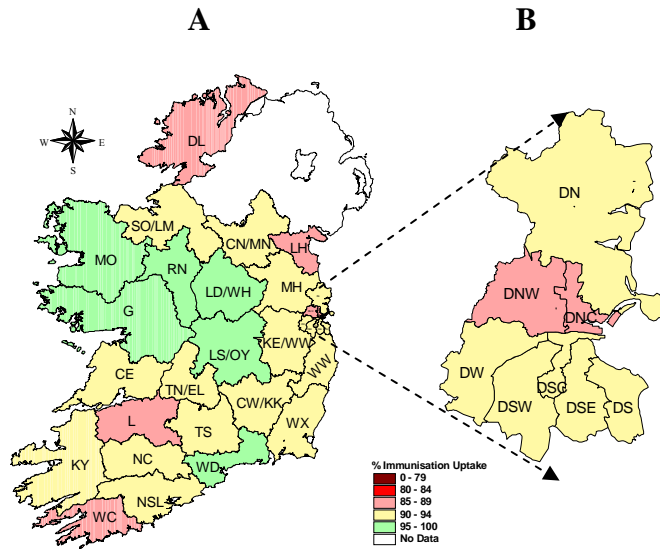 A B
N
W E
S
DL
SO/LM
CN/MN
LH
MO
RN
LD/WH
MH
G
LS/OY
KE/WW
WW
CE
TN/EL
CW/KK
L
TS
WX
KY
NC
WD
NSL
WC
DN
DNW
DNC
DW
DSC
DSW
DSE
DS
% Immunisation Uptake
0 - 79
80 - 84
85 - 89
90 - 94
95 - 100
No Data